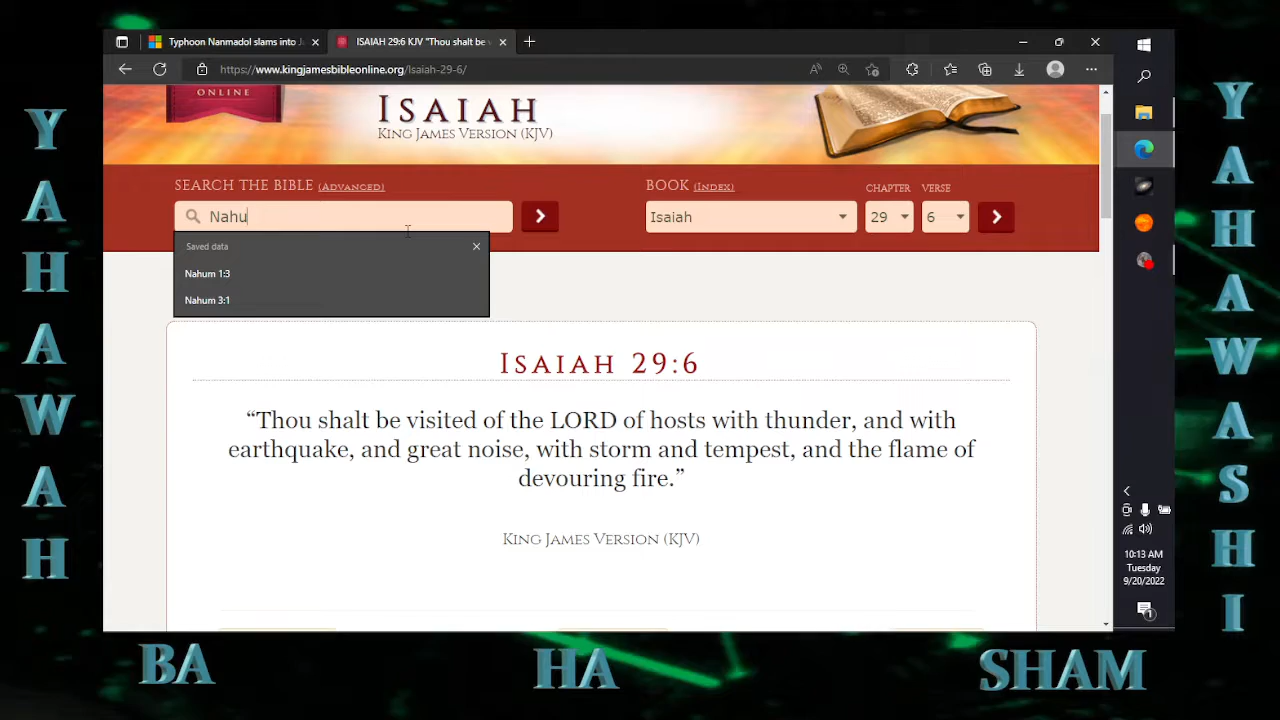 Typhoon Nanmadol slams into J
ISAIAH 29:6 KJV "Thou shalt be v
https://www.kingjamesbibleonline.org/Isaiah-29-6/
ONLINE
ISAIAH
KING JAMES VERSION (KJV)
SEARCH THE BIBLE (ADVANCED)
BOOK (INDEX)
CHAPTER
VERSE
Nahu
Isaiah
29
6
Saved data
Nahum 1:3
Nahum 3:1
ISAIAH 29:6
“Thou shalt be visited of the LORD of hosts with thunder, and with
earthquake, and great noise, with storm and tempest, and the flame of
devouring fire.”
KING JAMES VERSION (KJV)
10:13 AM
Tuesday
9/20/2022
1
YAHAWAH
YAHAWASHI
BA
HA
SHAM